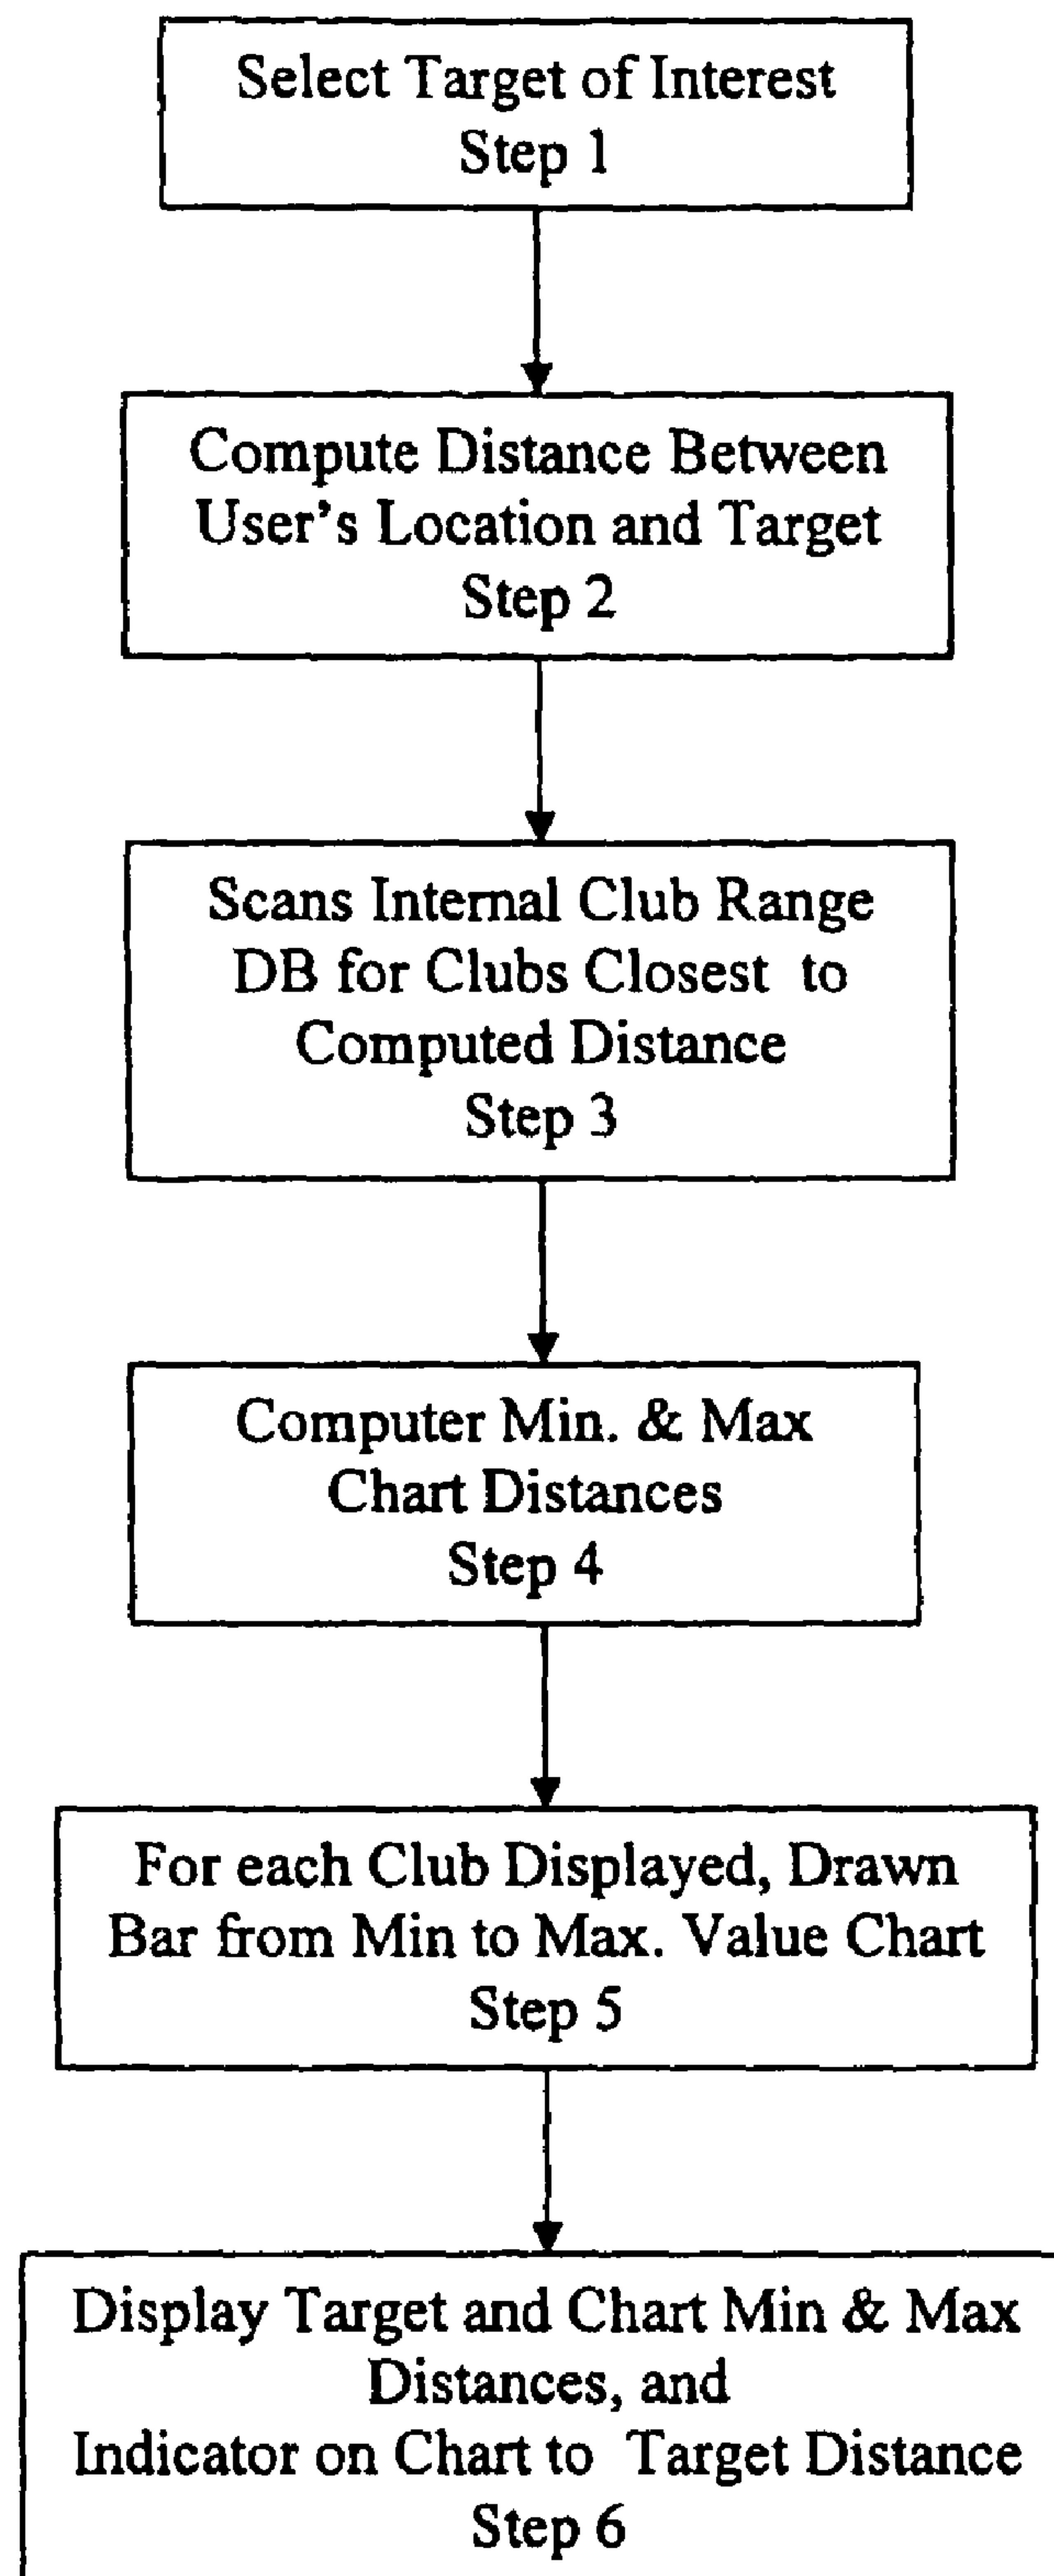 Select Target of Interest
Step 1
Compute Distance Between
User's Location and Target
Step 2
Scans Internal Club Range
DB for Clubs Closest to
Computed Distance
Step 3
Computer Min. & Max
Chart Distances
Step 4
For each Club Displayed, Drawn
Bar from Min to Max. Value Chart
Step 5
Display Target and Chart Min & Max
Distances, and
Indicator on Chart to Target Distance
Step 6